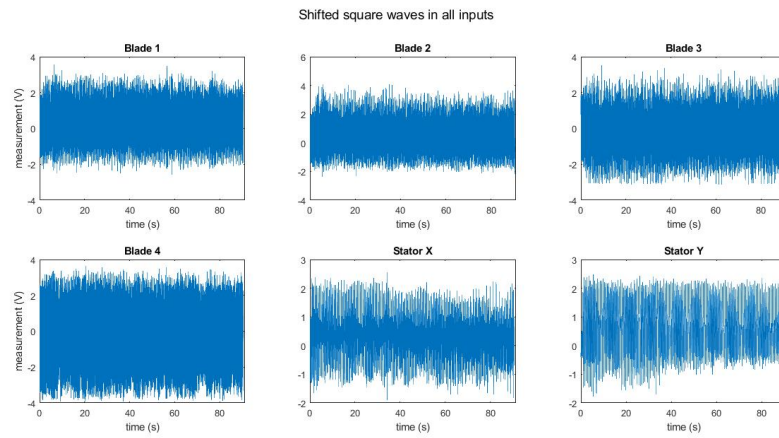 Shifted square waves in all inputs
Blade 1
Blade 2
Blade 3
4
2
0
-2
-4
measurement (V)
0 20 40 60 80
time (s)
6
4
2
0
-2
-4
0 20 40 60 80
time (s)
4
2
0
-2
-4
0 20 40 60 80
time (s)
Blade 4
Stator X
Stator Y
4
2
0
-2
-4
measurement (V)
0 20 40 60 80
time (s)
3
2
1
0
-1
-2
0 20 40 60 80
time (s)
3
2
1
0
-1
-2
0 20 40 60 80
time (s)